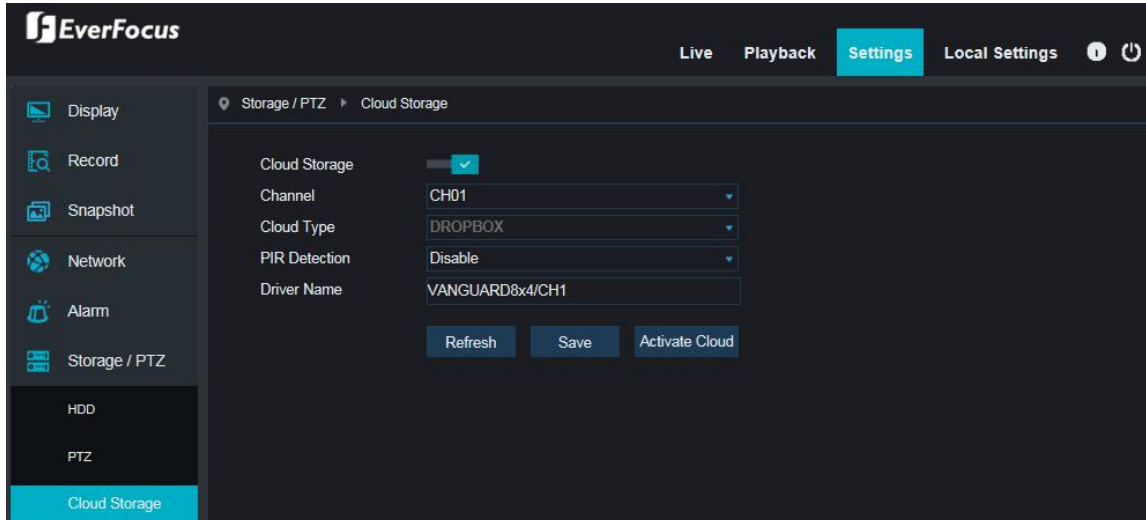 EverFocus
Live Playback Settings Local Settings
Storage / PTZ Cloud Storage
Display
Record
Snapshot
Network
Alarm
Storage / PTZ
HDD
PTZ
Cloud Storage
Cloud Storage
Channel CH01
Cloud Type DROPBOX
PIR Detection Disable
Driver Name VANGUARD8x4/CH1
Refresh Save Activate Cloud